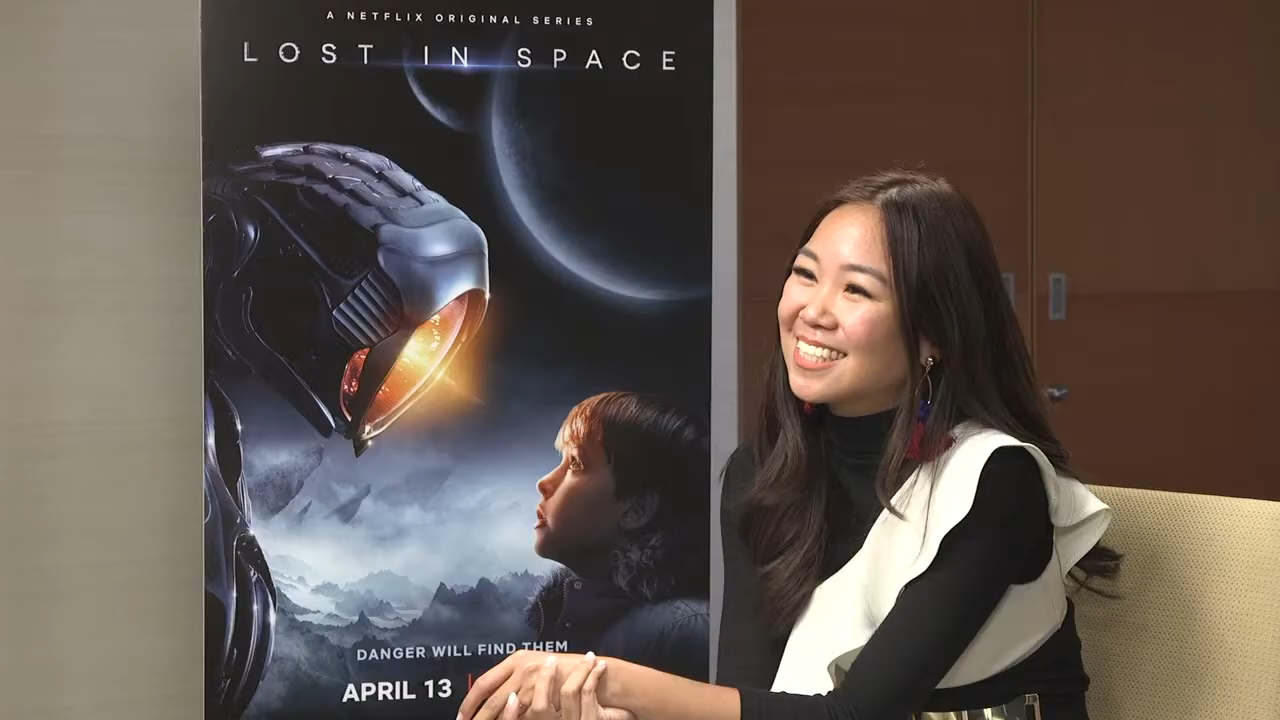 A NETFLIX ORIGINAL SERIES
LOST IN SPACE
DANGER WILL FIND THEM
APRIL 13